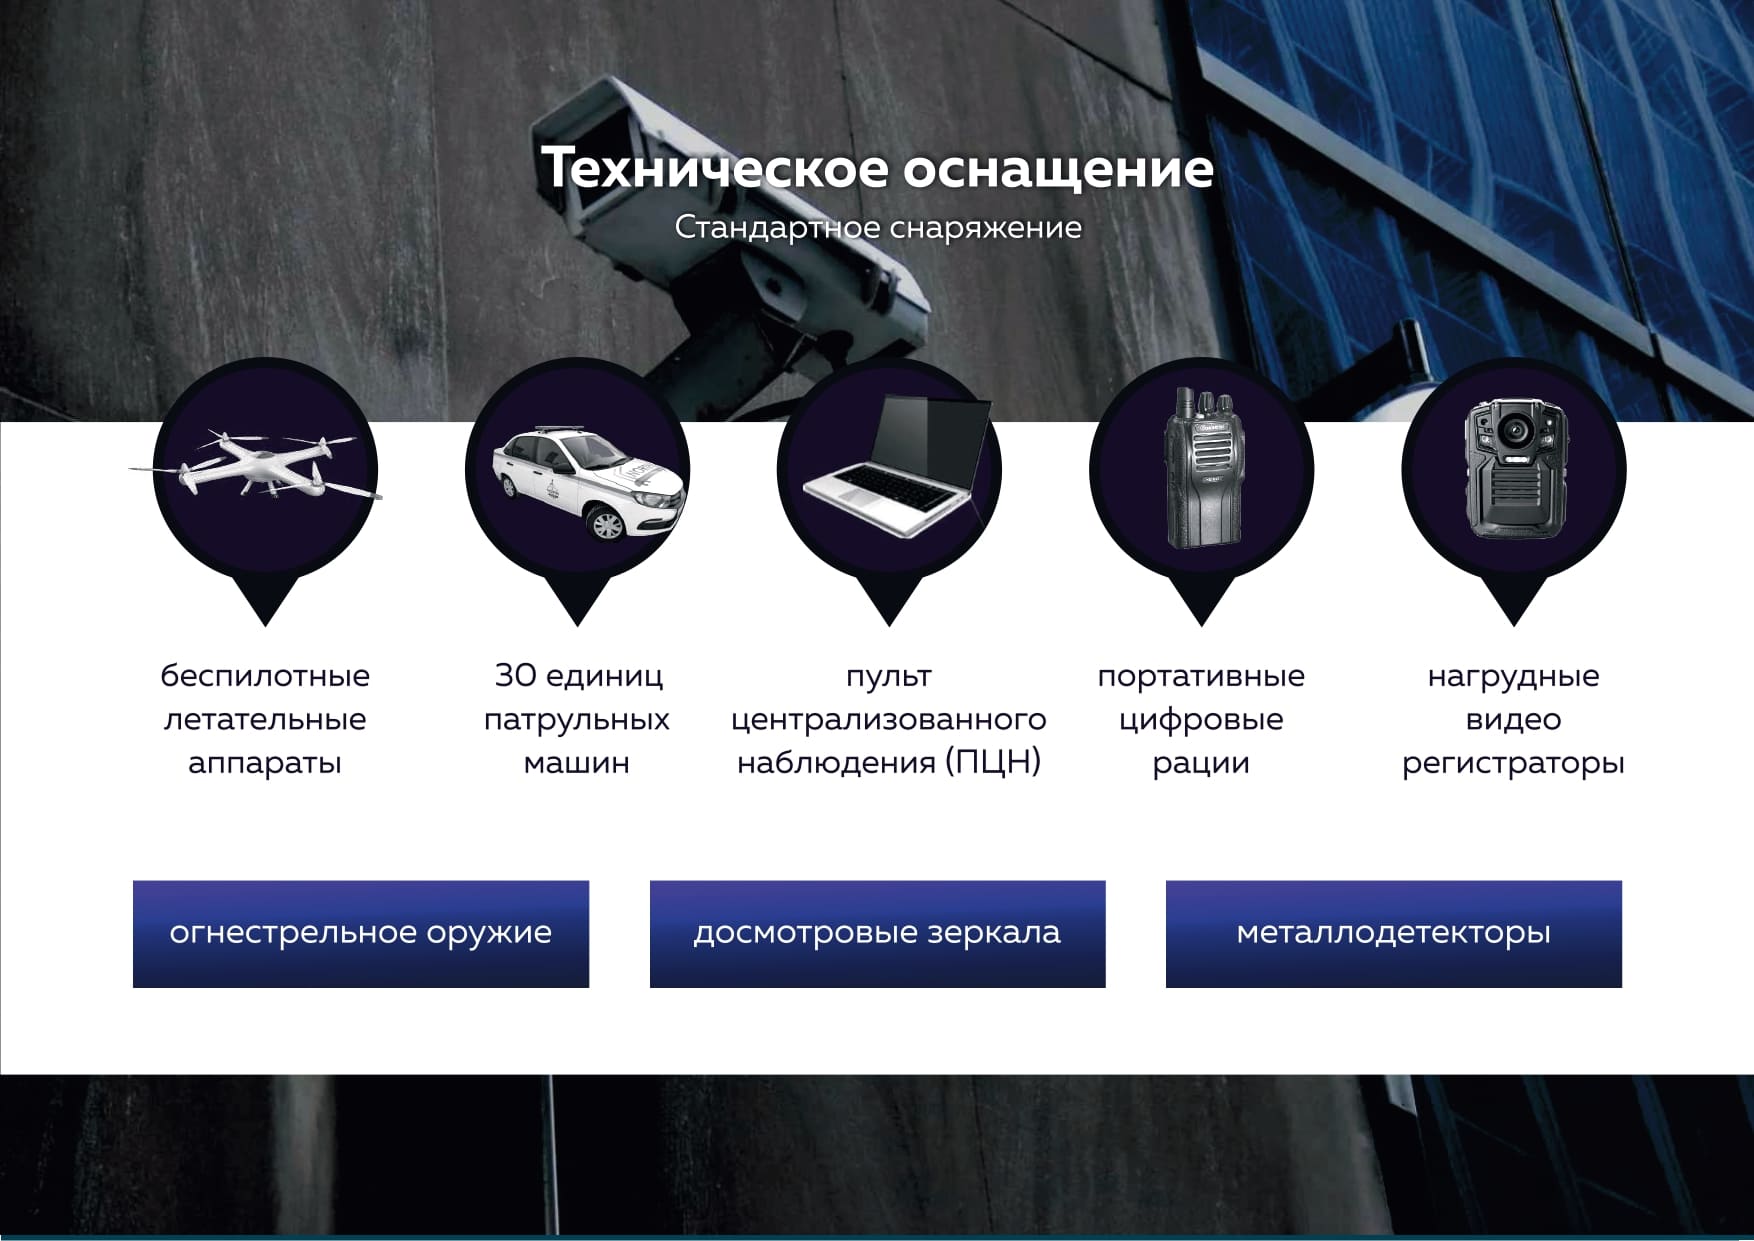 Техническое оснащение
Стандартное снаряжение
беспилотные
летательные
аппараты
30 единиц
патрульных
машин
пульт
централизованного
наблюдения (ПЦН)
портативные
цифровые
рации
нагрудные
видео
регистраторы
огнестрельное оружие
досмотровые зеркала
металлодетекторы